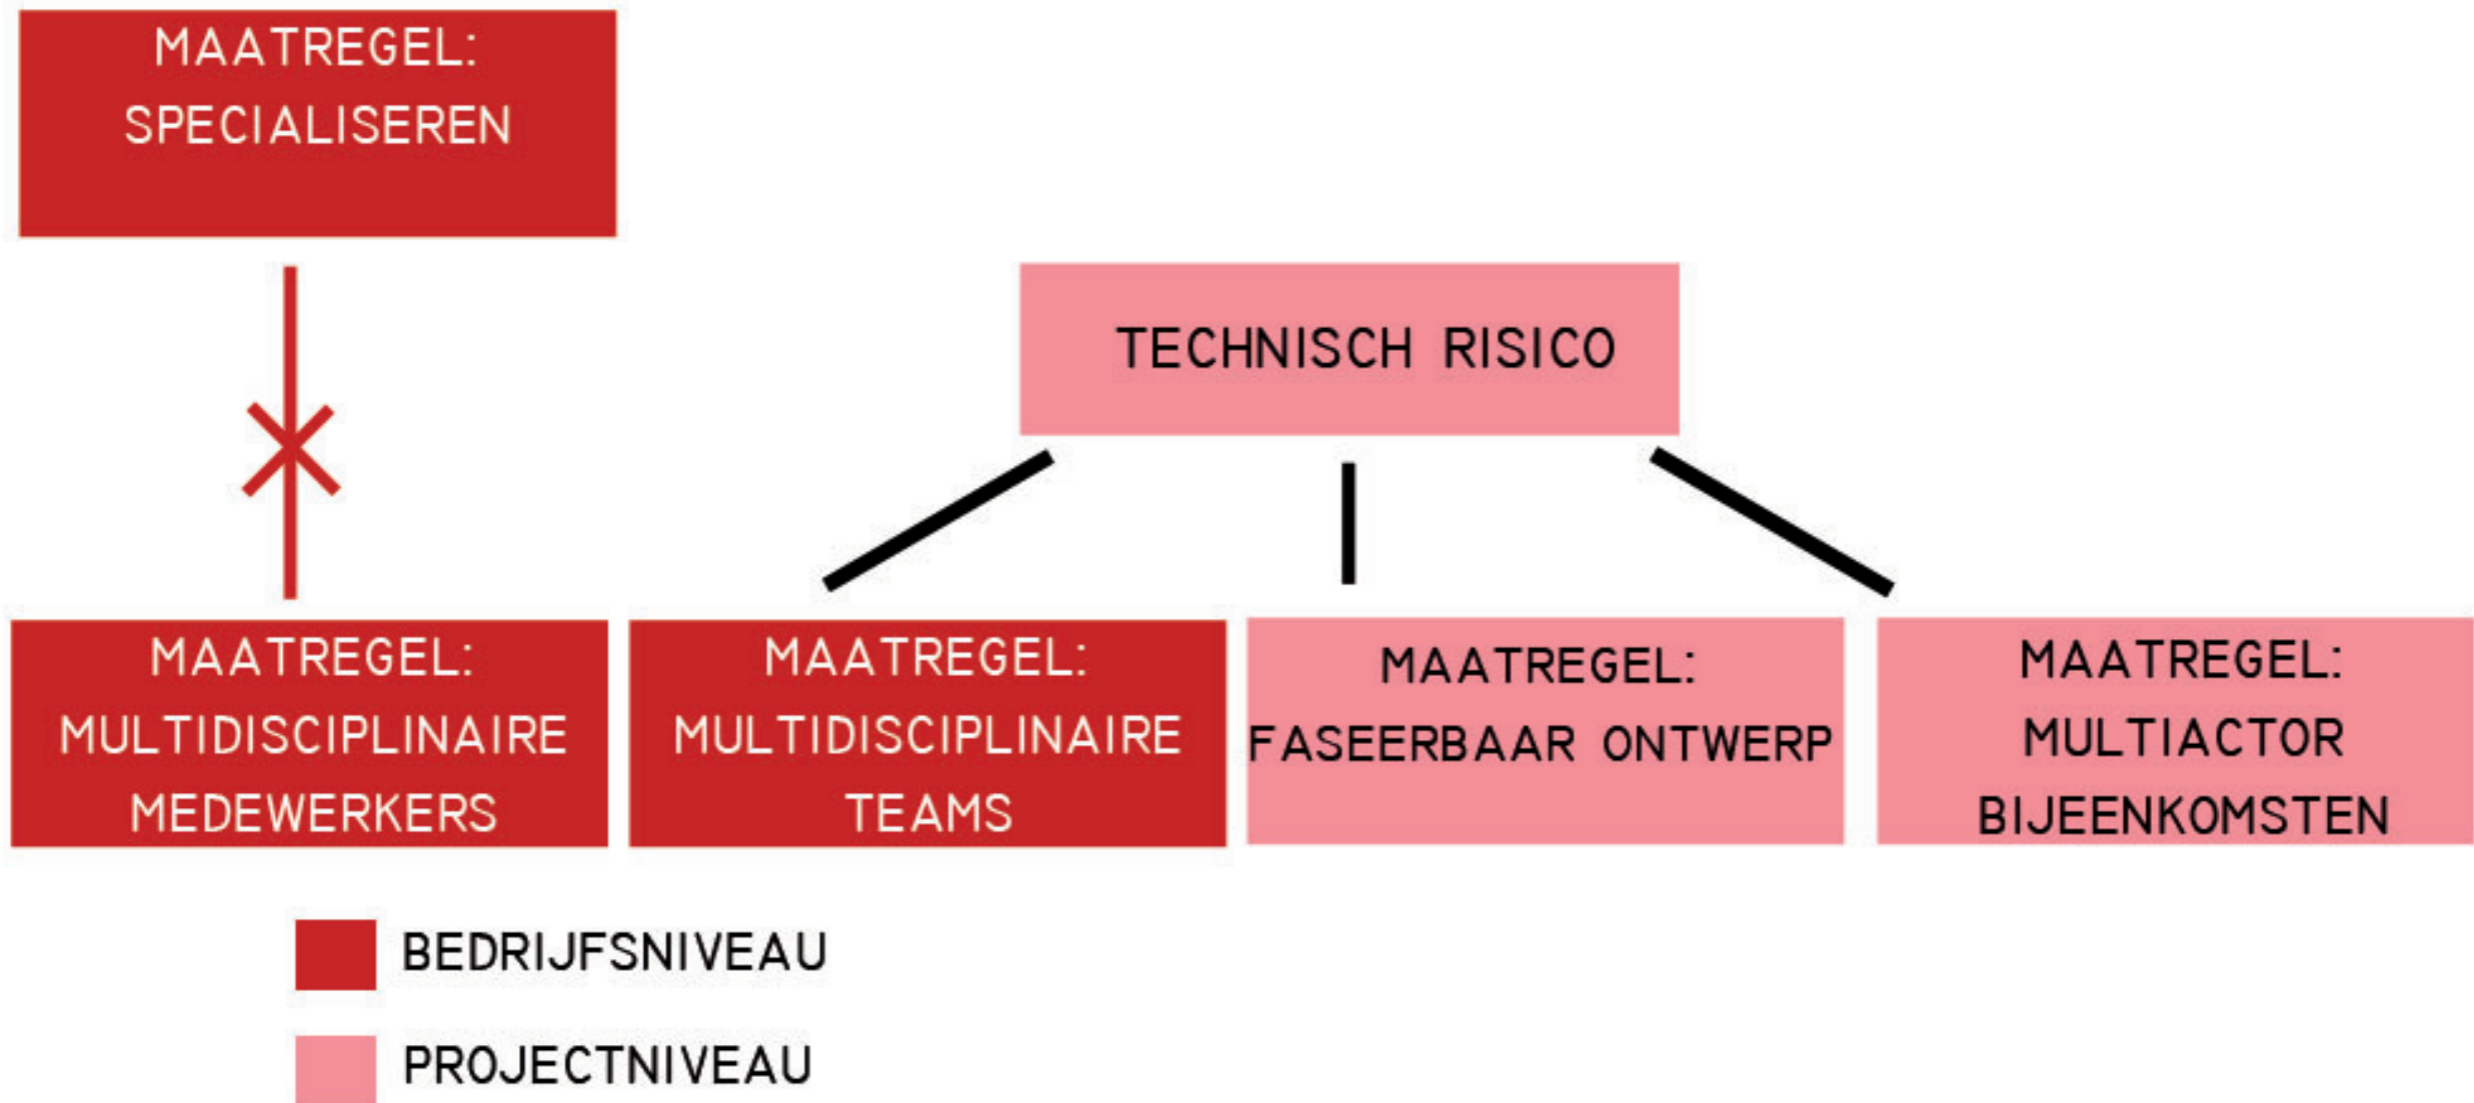 MAATREGEL:
SPECIALISEREN
TECHNISCH RISICO
MAATREGEL:
MULTIDISCIPLINAIRE
MEDEWERKERS
MAATREGEL:
MULTIDISCIPLINAIRE
TEAMS
MAATREGEL:
FASEERBAAR ONTWERP
MAATREGEL:
MULTIACTOR
BIJEENKOMSTEN
BEDRIJFSNIVEAU
PROJECTNIVEAU